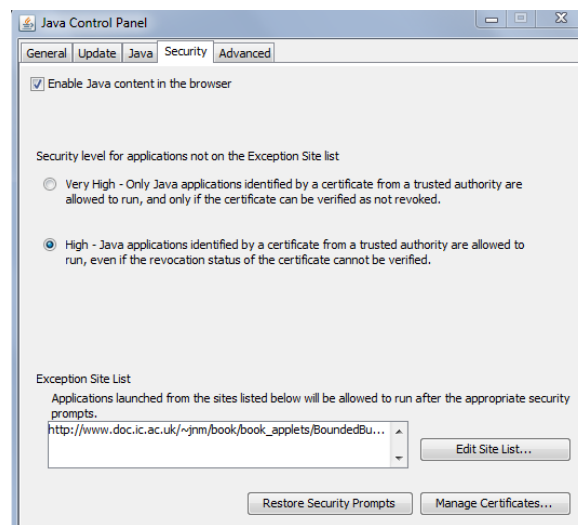 Java Control Panel
General Update Java Security Advanced
Enable Java content in the browser
Security level for applications not on the Exception Site list
Very High - Only Java applications identified by a certificate from a trusted authority are
allowed to run, and only if the certificate can be verified as not revoked.
High - Java applications identified by a certificate from a trusted authority are allowed to
run, even if the revocation status of the certificate cannot be verified.
Exception Site List
Applications launched from the sites listed below will be allowed to run after the appropriate security
prompts.
http://www.doc.ic.ac.uk/~jnm/book/book_applets/BoundedBu...
Edit Site List...
Restore Security Prompts Manage Certificates...